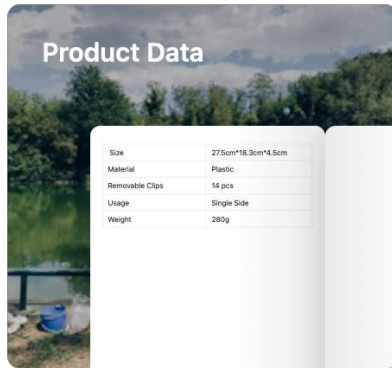 Product Data
Size 27.5cm*18.3cm*4.5cm
Material Plastic
Removable Clips 14 pcs
Usage Single Side
Weight 280g